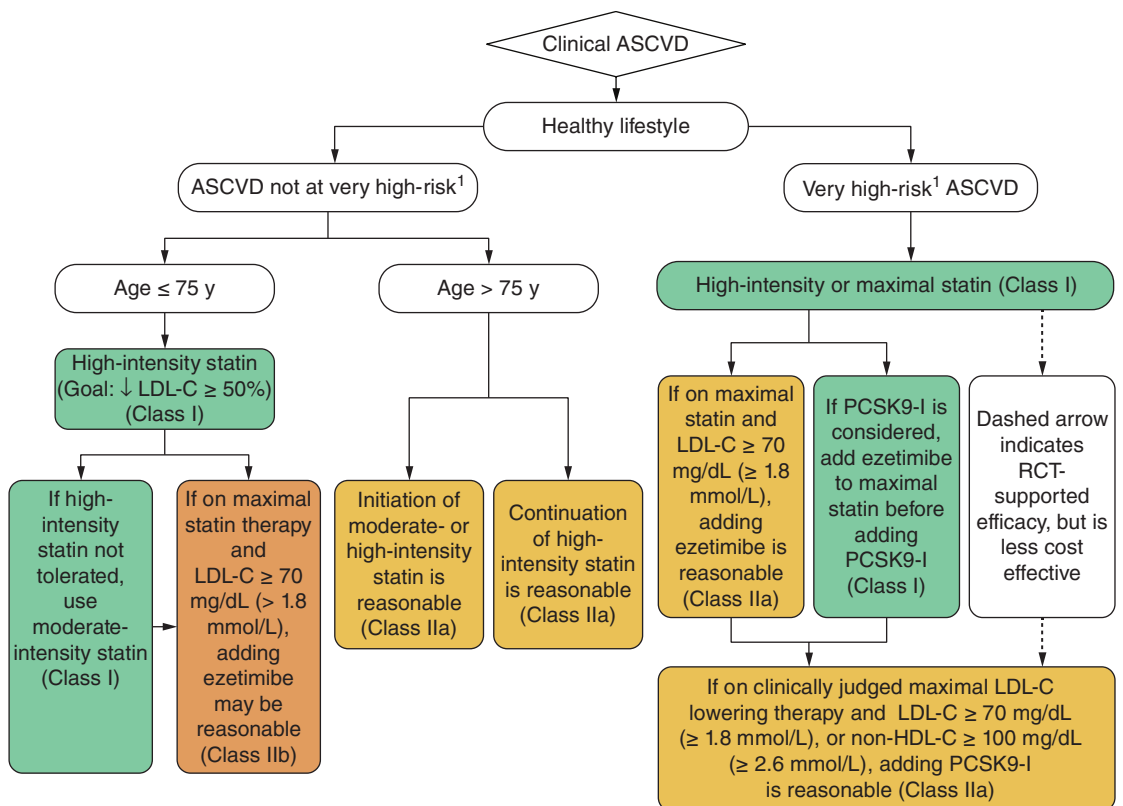 Clinical ASCVD
Healthy lifestyle
ASCVD not at very high-risk¹
Very high-risk¹ ASCVD
Age ≤ 75 y
Age > 75 y
High-intensity or maximal statin (Class I)
High-intensity statin
(Goal: ↓ LDL-C ≥ 50%)
(Class I)
If high-
intensity
statin not
tolerated,
use
moderate-
intensity statin
(Class I)
If on maximal
statin therapy
and
LDL-C ≥ 70
mg/dL (> 1.8
mmol/L),
adding
ezetimibe
may be
reasonable
(Class IIb)
Initiation of
moderate- or
high-intensity
statin is
reasonable
(Class IIa)
Continuation
of high-
intensity statin
is reasonable
(Class IIa)
If on maximal
statin and
LDL-C ≥ 70
mg/dL (≥ 1.8
mmol/L),
adding
ezetimibe is
reasonable
(Class IIa)
If PCSK9-I is
considered,
add ezetimibe
to maximal
statin before
adding
PCSK9-I
(Class I)
Dashed arrow
indicates
RCT-
supported
efficacy, but is
less cost
effective
If on clinically judged maximal LDL-C
lowering therapy and LDL-C ≥ 70 mg/dL
(≥ 1.8 mmol/L), or non-HDL-C ≥ 100 mg/dL
(≥ 2.6 mmol/L), adding PCSK9-I
is reasonable (Class IIa)